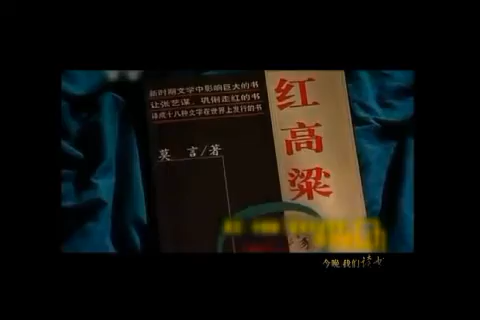 新时期文学中影响巨大的书
让张艺谋、巩俐走红的书
译成十八种文字在世界上发行的书
莫 言/著
红高粱
今晚我们读书